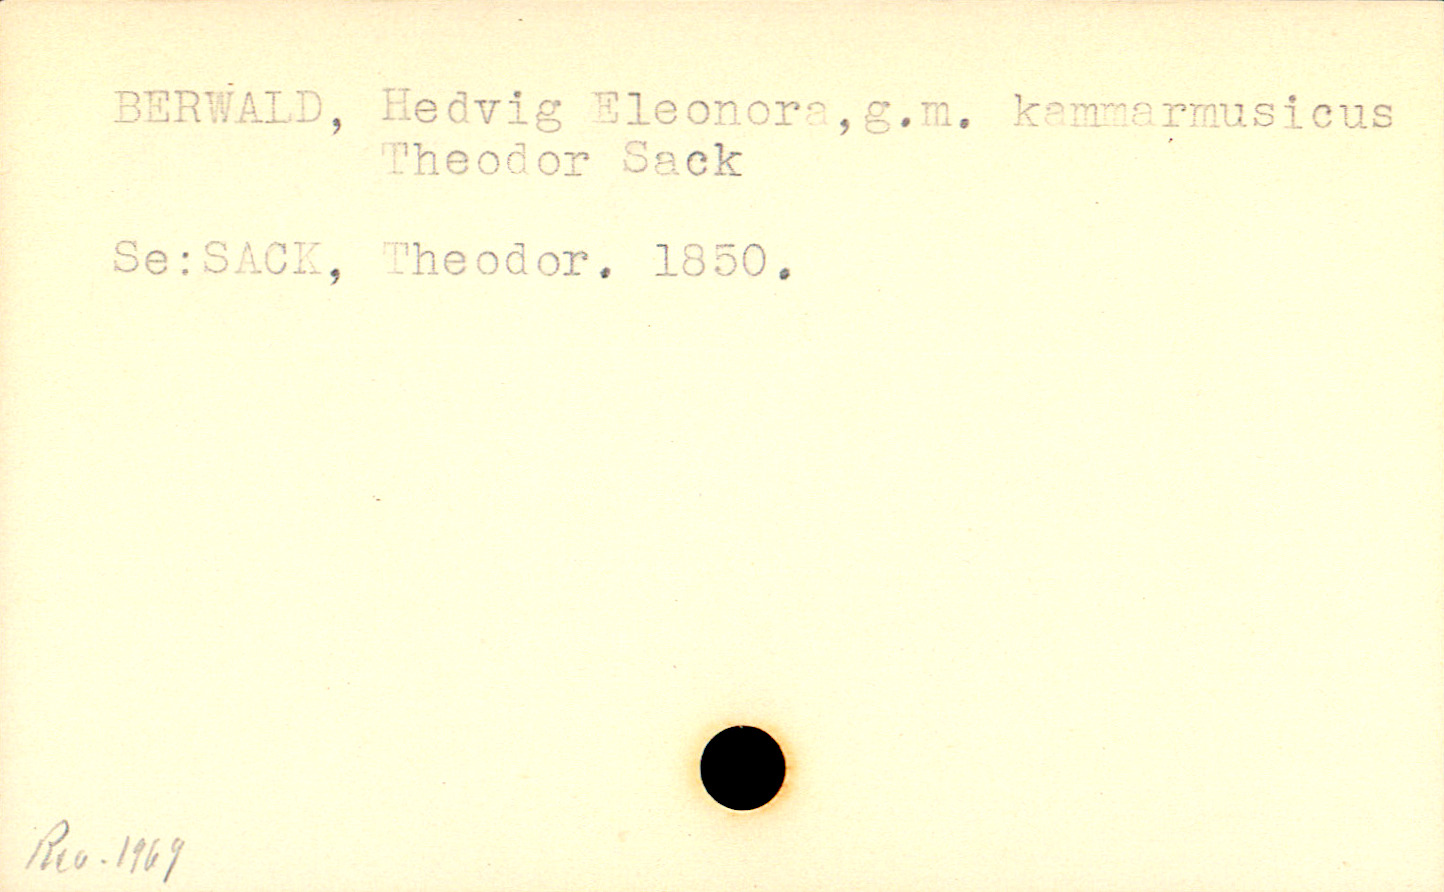 BERWALD, Hedvig Eleonora,g.m. kammarmusicus
Theodor Sack
Se:SACK, Theodor. 1850.
Rev. 1969